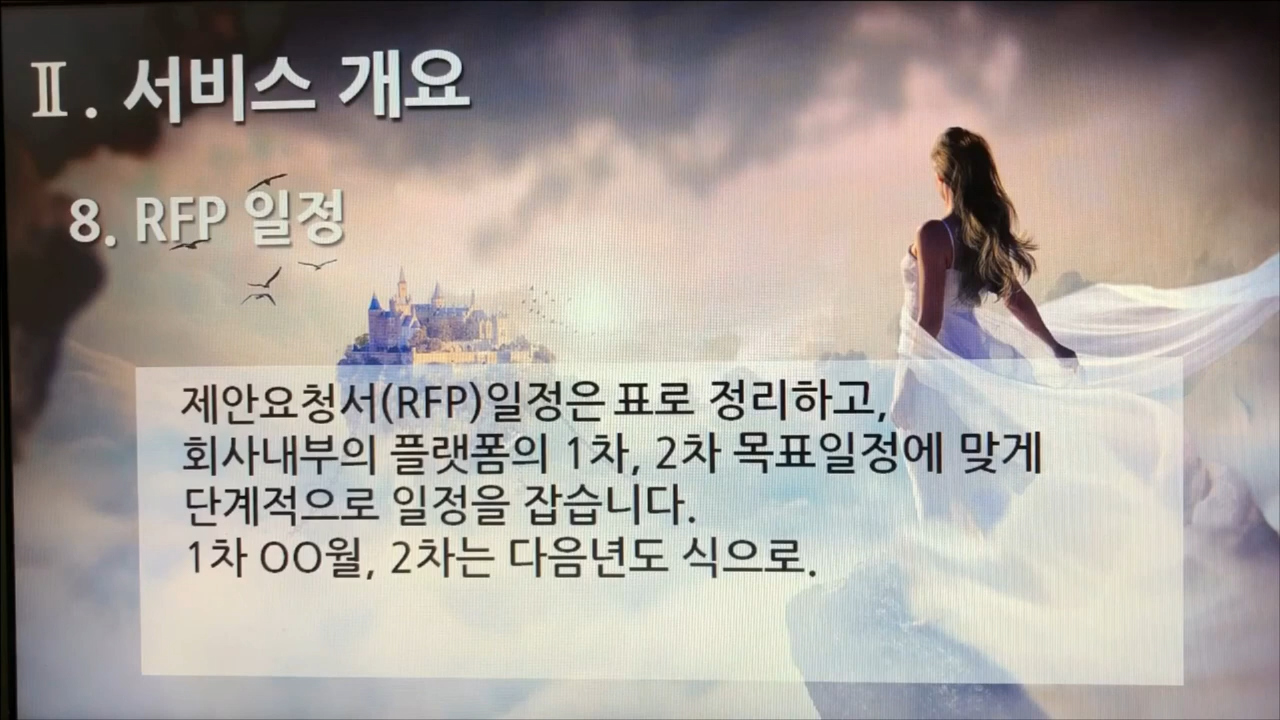 Ⅱ. 서비스 개요
8. RFP 일정
제안요청서(RFP)일정은 표로 정리하고,
회사내부의 플랫폼의 1차, 2차 목표일정에 맞게
단계적으로 일정을 잡습니다.
1차 OO월, 2차는 다음년도 식으로.